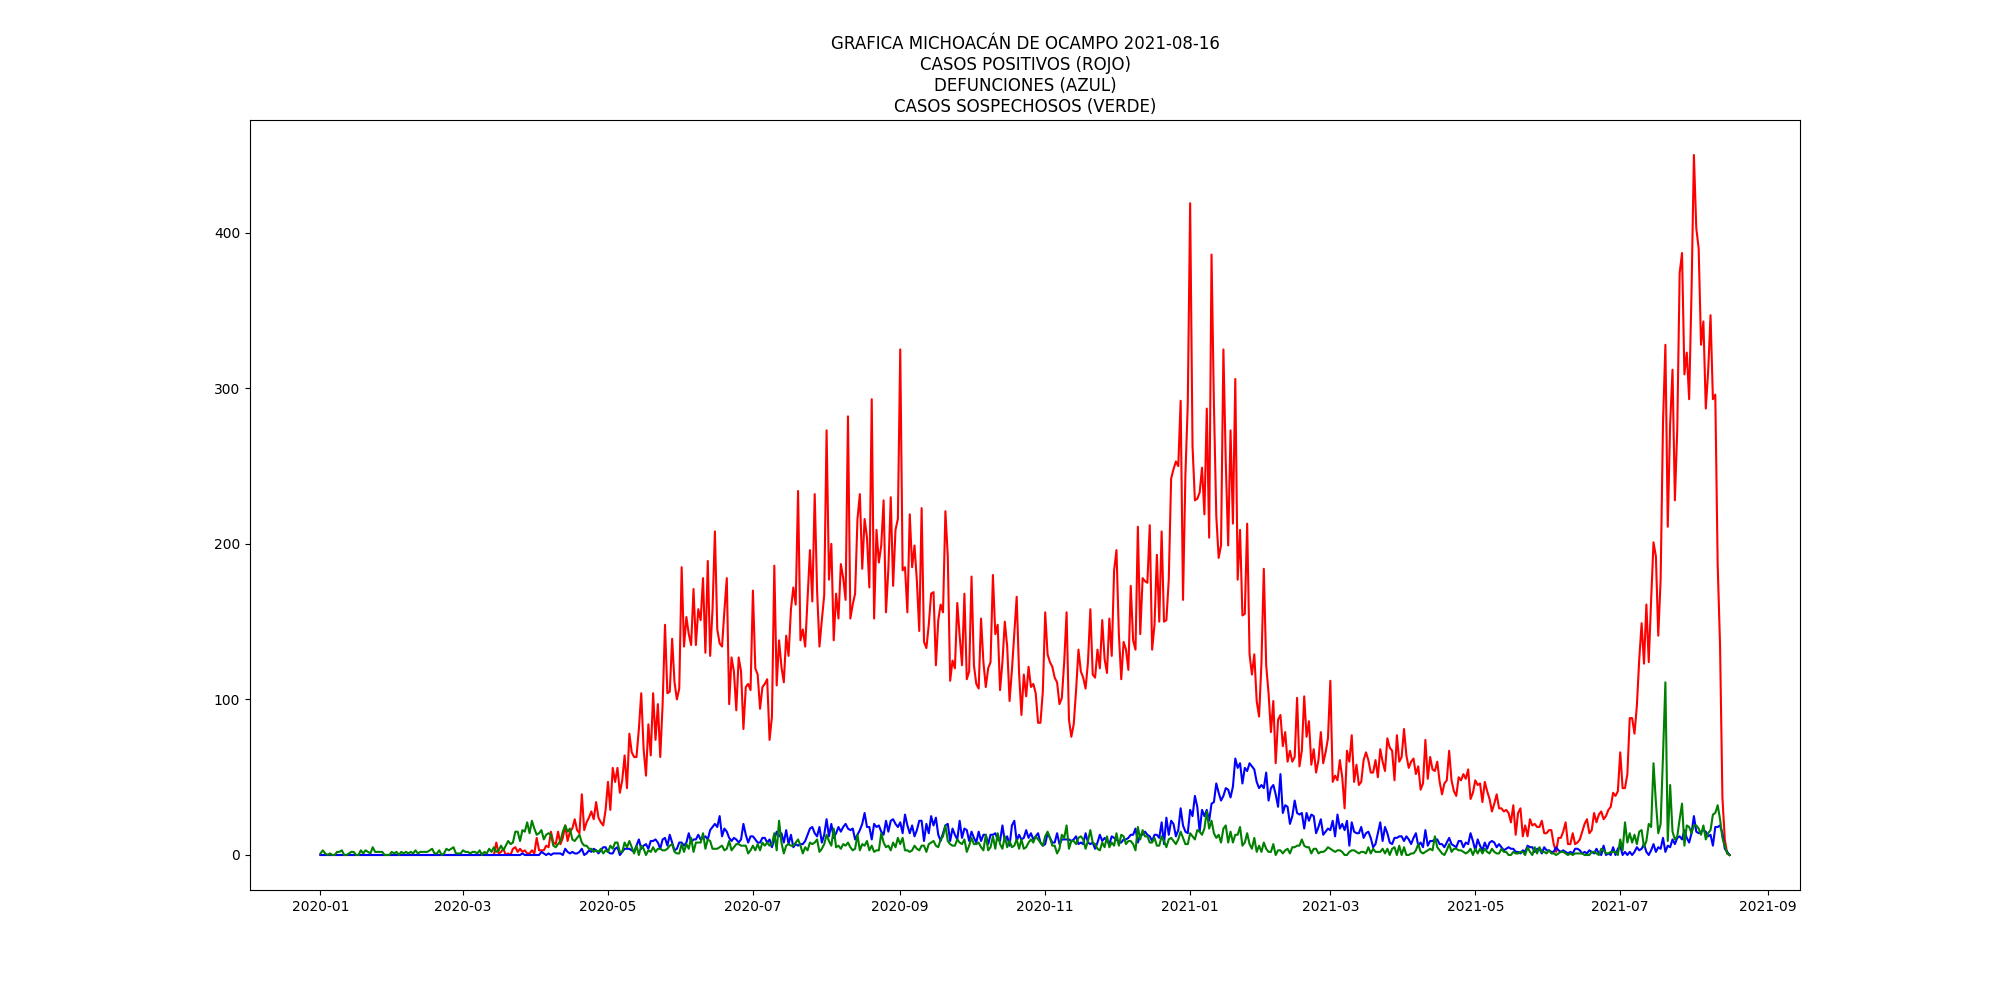 GRAFICA MICHOACÁN DE OCAMPO 2021-08-16
CASOS POSITIVOS (ROJO)
DEFUNCIONES (AZUL)
CASOS SOSPECHOSOS (VERDE)
400
300
200
100
0
2020-01 2020-03 2020-05 2020-07 2020-09 2020-11 2021-01 2021-03 2021-05 2021-07 2021-09